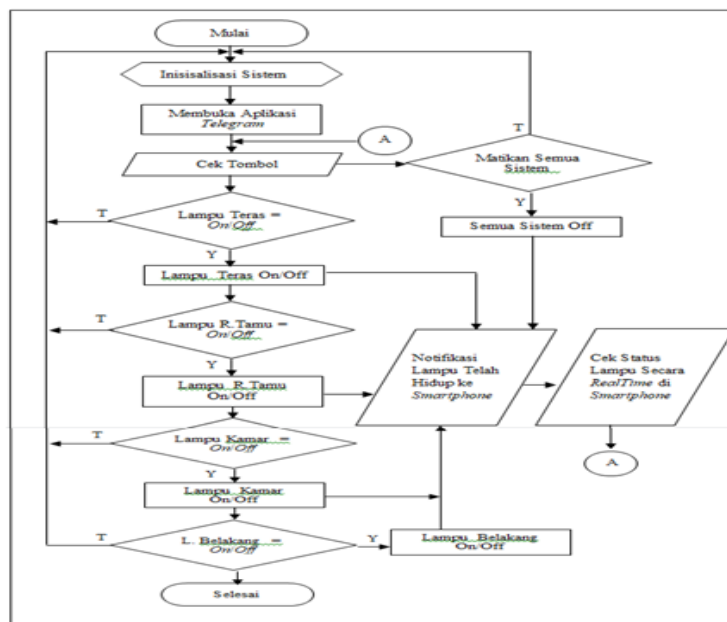 Mulai
Inisisalisasi Sistem
Membuka Aplikasi
Telegram
A
Cek Tombol
T
Matikan Semua
Sistem
Y
Semua Sistem Off
T
Lampu Teras =
On/Off
Y
Lampu Teras On/Off
T
Lampu R.Tamu =
On/Off
Y
Lampu R.Tamu
On/Off
Notifikasi
Lampu Telah
Hidup ke
Smartphone
Cek Status
Lampu Secara
RealTime di
Smartphone
A
T
Lampu Kamar =
On/Off
Y
Lampu Kamar
On/Off
T
L. Belakang =
On/Off
Y
Lampu Belakang
On/Off
Selesai